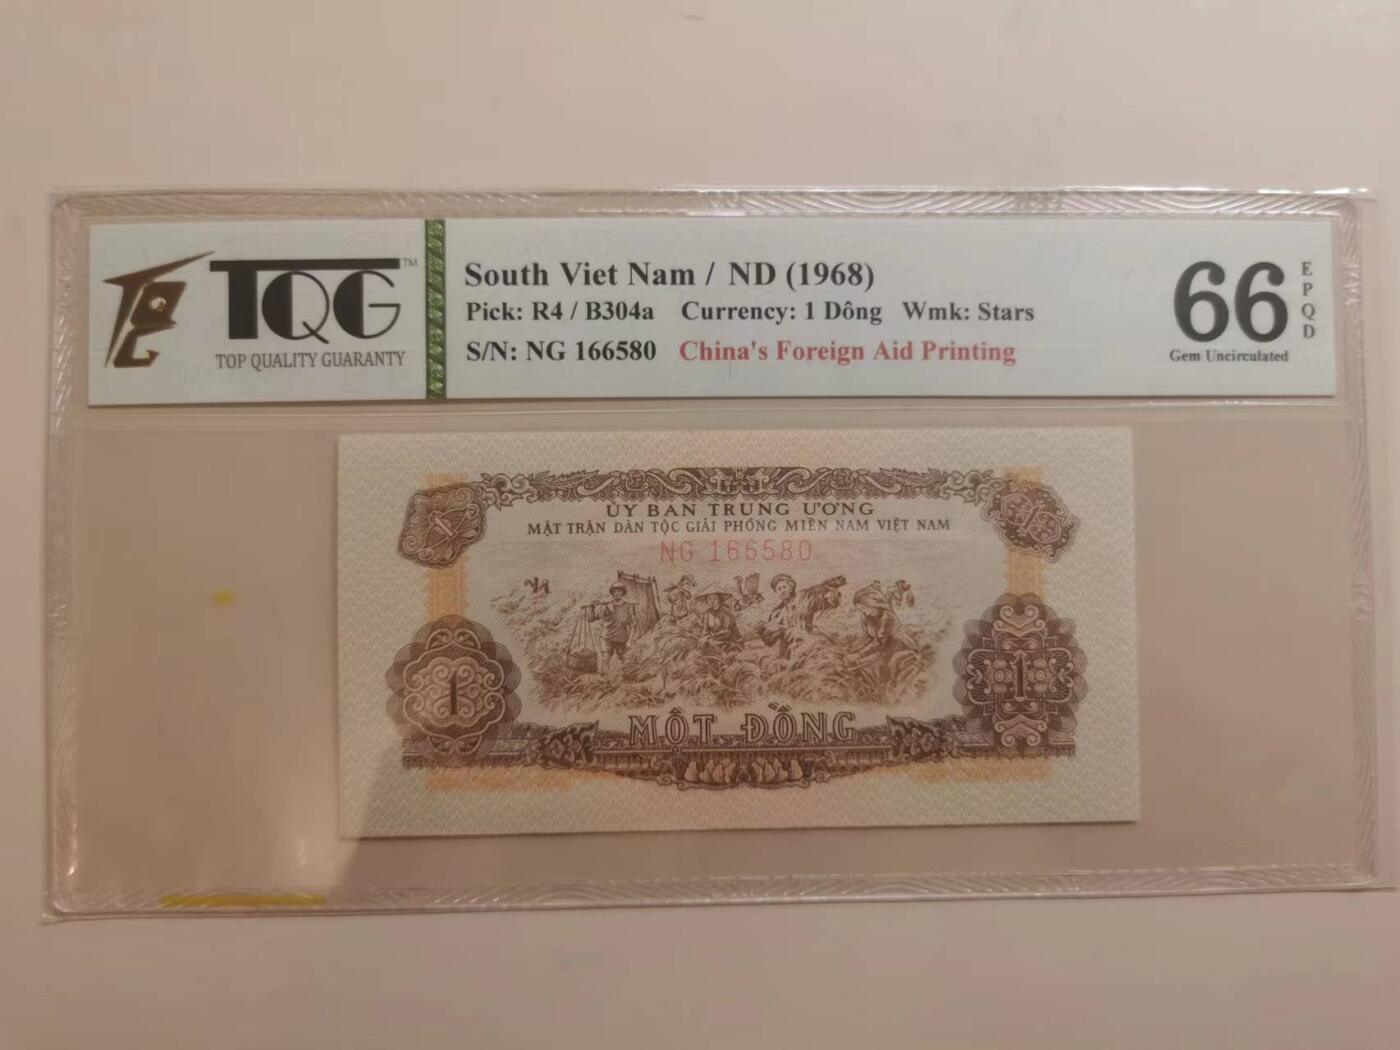 TQG™
TOP QUALITY GUARANTY
South Viet Nam / ND (1968)
Pick: R4 / B304a Currency: 1 Dông Wmk: Stars
S/N: NG 166580 China's Foreign Aid Printing
66
EPQD
Gem Uncirculated
ỦY BAN TRUNG ƯƠNG
MẶT TRẬN DÂN TỘC GIẢI PHÓNG MIỀN NAM VIỆT NAM
NG 166580
1
1
MỘT ĐỒNG